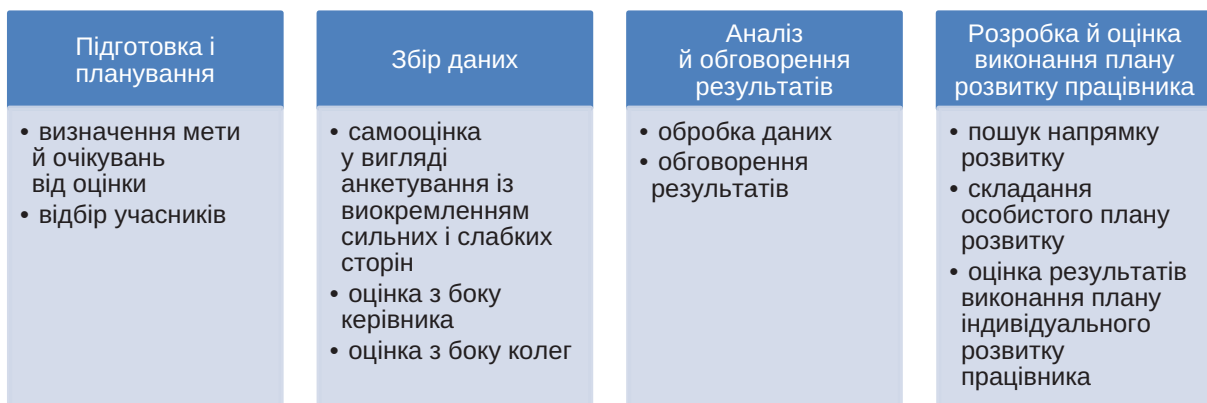 Підготовка і
планування
• визначення мети
й очікувань
від оцінки
• відбір учасників
Збір даних
• самооцінка
у вигляді
анкетування із
виокремленням
сильних і слабких
сторін
• оцінка з боку
керівника
• оцінка з боку колег
Аналіз
й обговорення
результатів
• обробка даних
• обговорення
результатів
Розробка й оцінка
виконання плану
розвитку працівника
• пошук напрямку
розвитку
• складання
особистого плану
розвитку
• оцінка результатів
виконання плану
індивідуального
розвитку
працівника